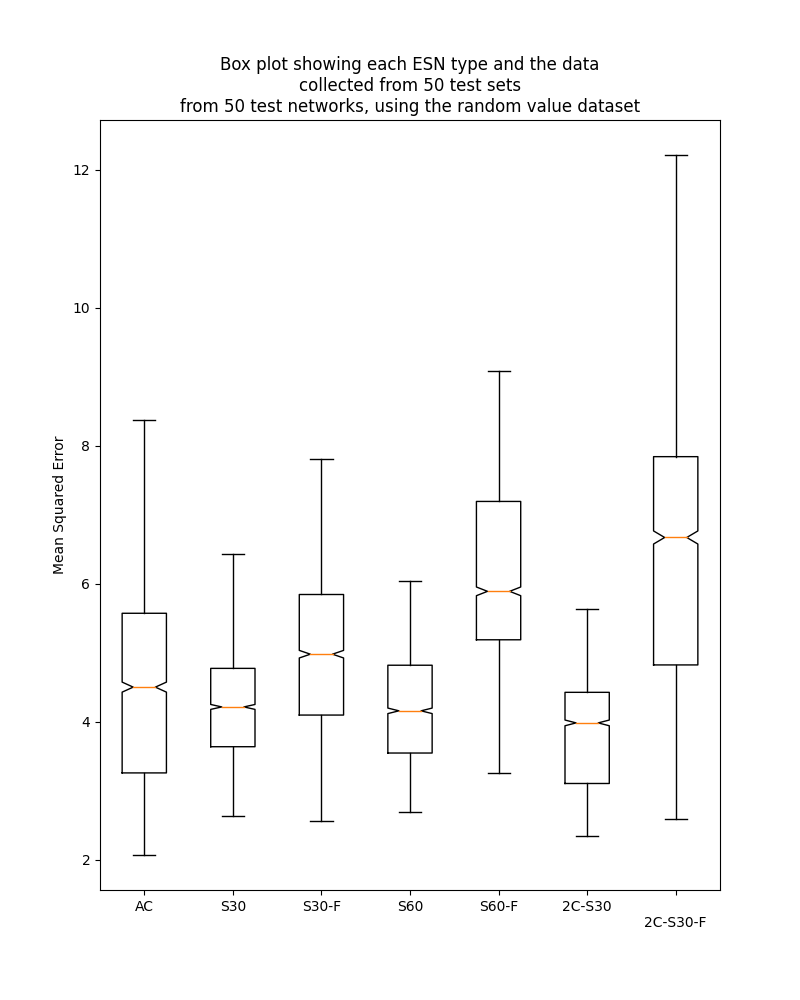 Box plot showing each ESN type and the data
collected from 50 test sets
from 50 test networks, using the random value dataset
12
10
8
6
4
2
Mean Squared Error
AC
S30
S30-F
S60
S60-F
2C-S30
2C-S30-F